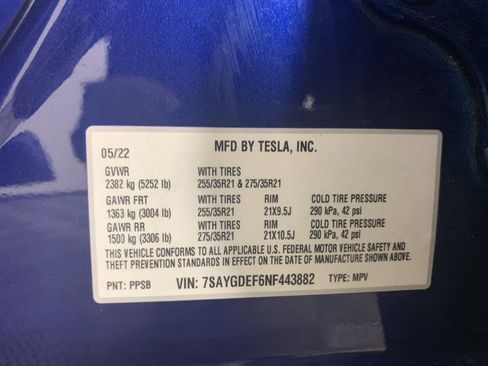 05/22 MFD BY TESLA, INC.
GVWR WITH TIRES
2382 kg (5252 lb) 255/35R21 & 275/35R21
GAWR FRT WITH TIRES RIM COLD TIRE PRESSURE
1363 kg (3004 lb) 255/35R21 21X9.5J 290 kPa, 42 psi
GAWR RR WITH TIRES RIM COLD TIRE PRESSURE
1500 kg (3306 lb) 275/35R21 21X10.5J 290 kPa, 42 psi
THIS VEHICLE CONFORMS TO ALL APPLICABLE U.S. FEDERAL MOTOR VEHICLE SAFETY AND
THEFT PREVENTION STANDARDS IN EFFECT ON THE DATE OF MANUFACTURE SHOWN ABOVE.
PNT: PPSB VIN: 7SAYGDEF6NF443882 TYPE: MPV